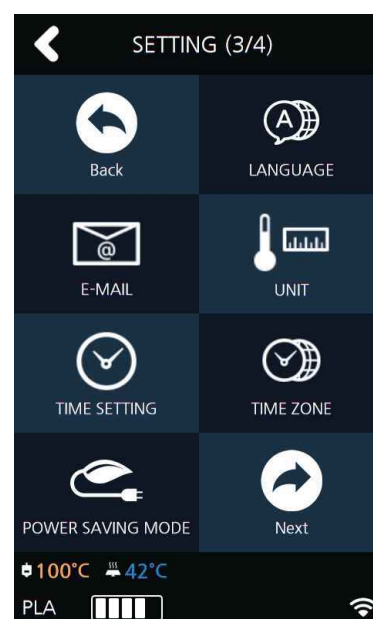 SETTING (3/4)
Back
LANGUAGE
E-MAIL
UNIT
TIME SETTING
TIME ZONE
POWER SAVING MODE
Next
100°C 42°C
PLA